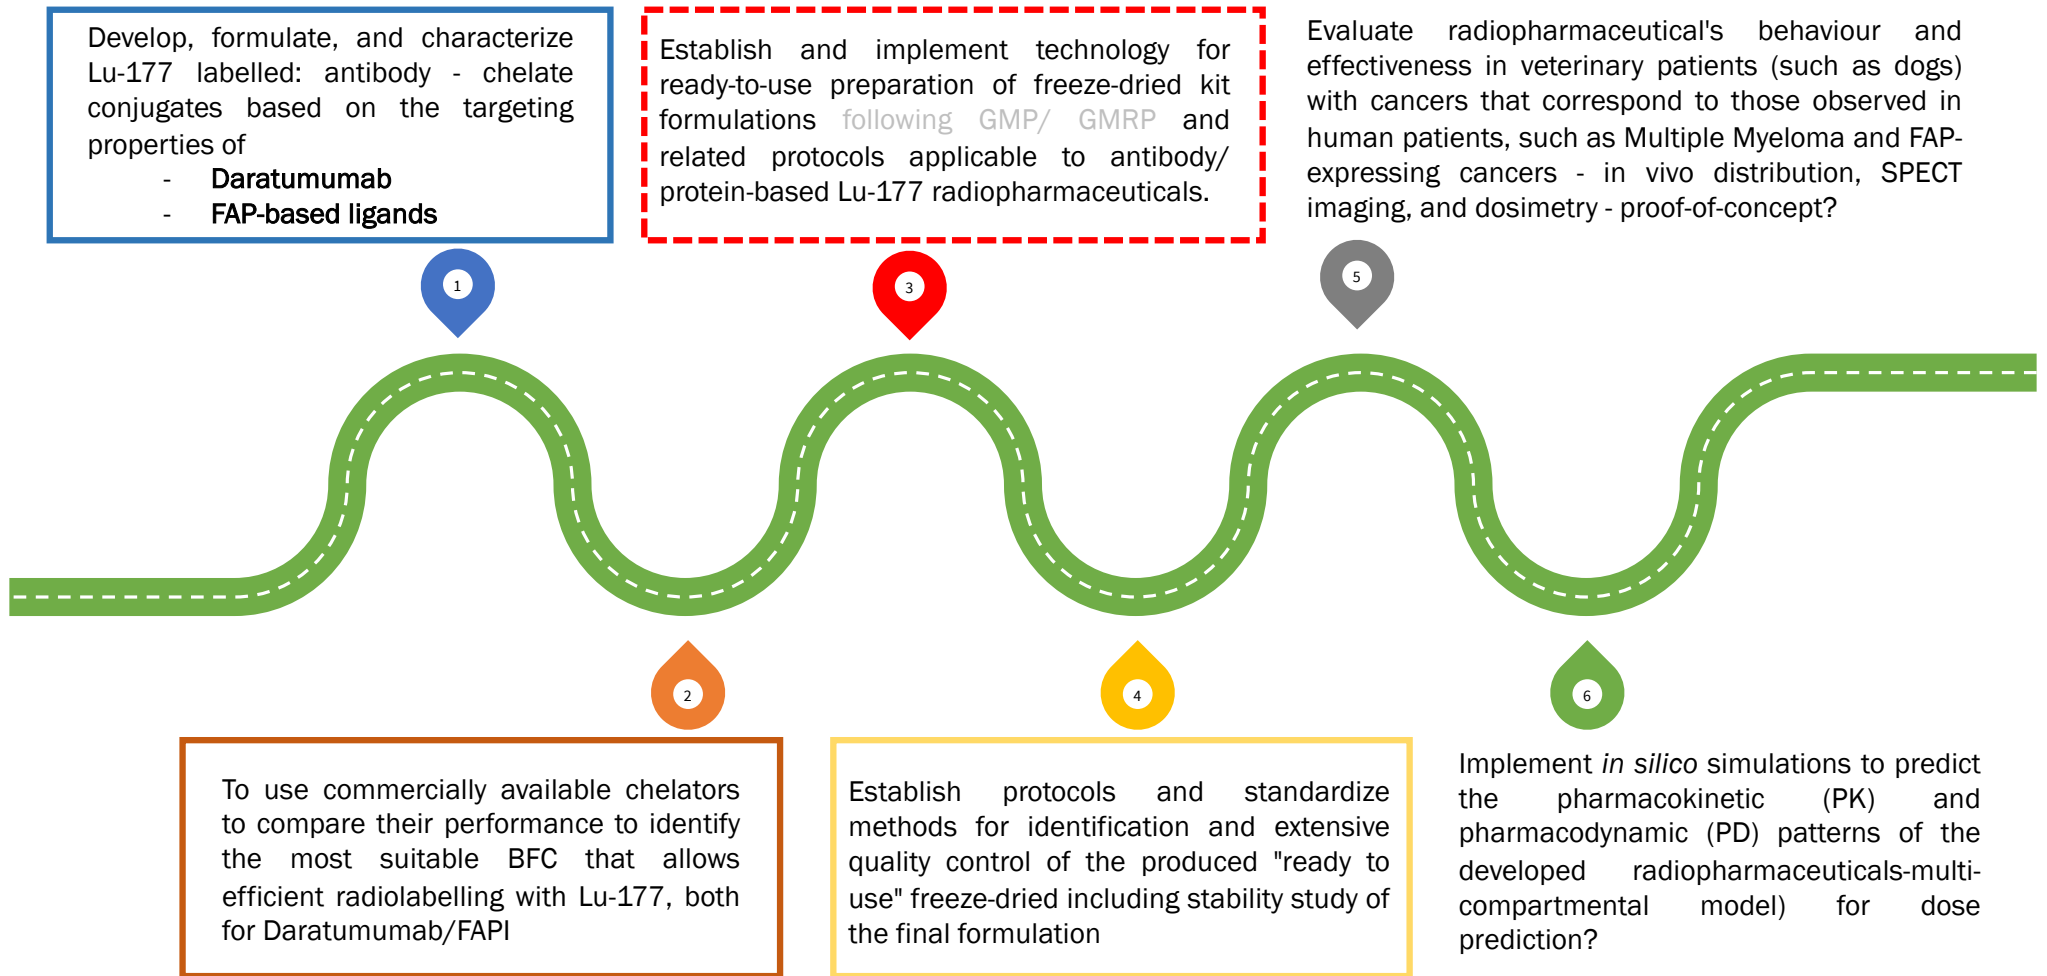 Develop, formulate, and characterize
Lu-177 labelled: antibody - chelate
conjugates based on the targeting
properties of
- Daratumumab
- FAP-based ligands
1
To use commercially available chelators
to compare their performance to identify
the most suitable BFC that allows
efficient radiolabelling with Lu-177, both
for Daratumumab/FAPI
2
Establish and implement technology for
ready-to-use preparation of freeze-dried kit
formulations following GMP/ GMRP and
related protocols applicable to antibody/
protein-based Lu-177 radiopharmaceuticals.
3
Establish protocols and standardize
methods for identification and extensive
quality control of the produced "ready to
use" freeze-dried including stability study of
the final formulation
4
Evaluate radiopharmaceutical's behaviour and
effectiveness in veterinary patients (such as dogs)
with cancers that correspond to those observed in
human patients, such as Multiple Myeloma and FAP-
expressing cancers - in vivo distribution, SPECT
imaging, and dosimetry - proof-of-concept?
5
Implement in silico simulations to predict
the pharmacokinetic (PK) and
pharmacodynamic (PD) patterns of the
developed radiopharmaceuticals-multi-
compartmental model) for dose
prediction?
6